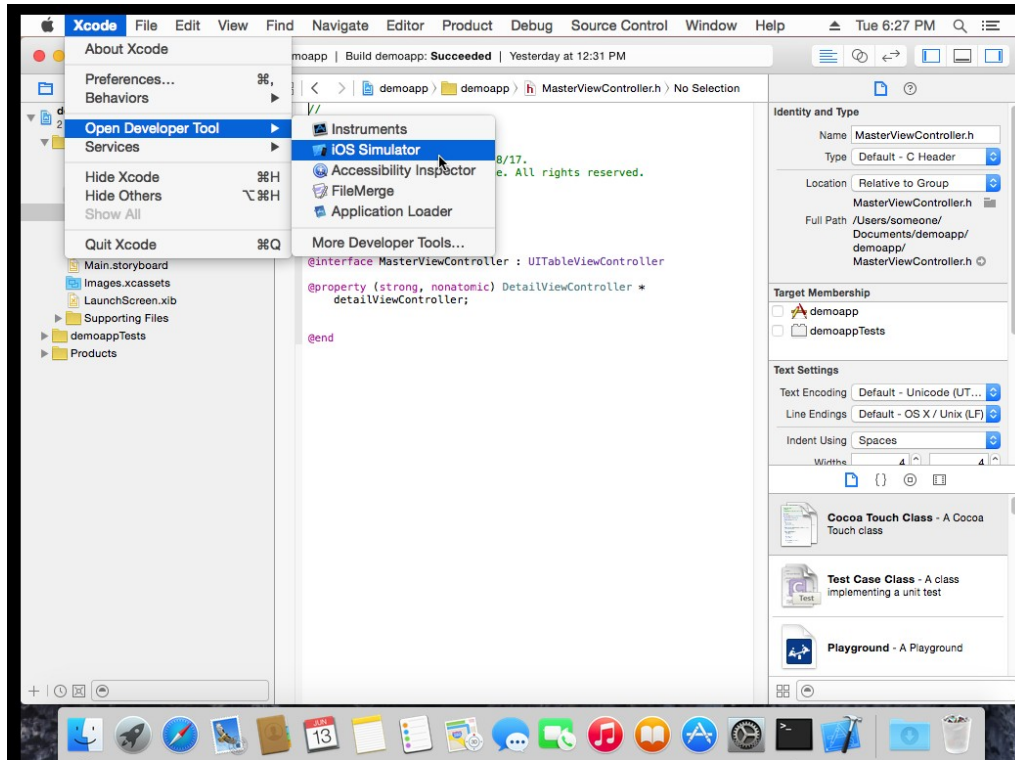 Xcode File Edit View Find Navigate Editor Product Debug Source Control Window Help Tue 6:27 PM
About Xcode
Preferences... ⌘,
Behaviors
Open Developer Tool
Services
Hide Xcode ⌘H
Hide Others ⌥⌘H
Show All
Quit Xcode ⌘Q
Instruments
iOS Simulator
Accessibility Inspector
FileMerge
Application Loader
More Developer Tools...
moapp | Build demoapp: Succeeded | Yesterday at 12:31 PM
demoapp demoapp h MasterViewController.h No Selection
d
2
Main.storyboard
Images.xcassets
LaunchScreen.xib
Supporting Files
demoappTests
Products
//
8/17.
e. All rights reserved.
@interface MasterViewController : UITableViewController
@property (strong, nonatomic) DetailViewController *
detailViewController;
@end
Identity and Type
Name MasterViewController.h
Type Default - C Header
Location Relative to Group
MasterViewController.h
Full Path /Users/someone/
Documents/demoapp/
demoapp/
MasterViewController.h
Target Membership
demoapp
demoappTests
Text Settings
Text Encoding Default - Unicode (UT...
Line Endings Default - OS X / Unix (LF)
Indent Using Spaces
Widths 4 4
{}
Cocoa Touch Class - A Cocoa
Touch class
C
Test
Test Case Class - A class
implementing a unit test
Playground - A Playground
JUN
13
>_